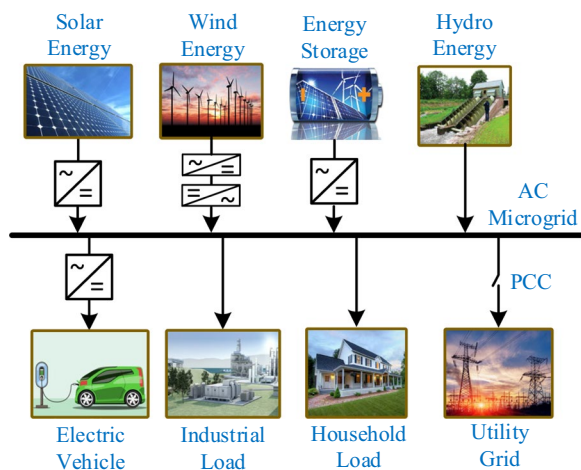 Solar
Energy
Wind
Energy
Energy
Storage
Hydro
Energy
AC
Microgrid
PCC
Electric
Vehicle
Industrial
Load
Household
Load
Utility
Grid